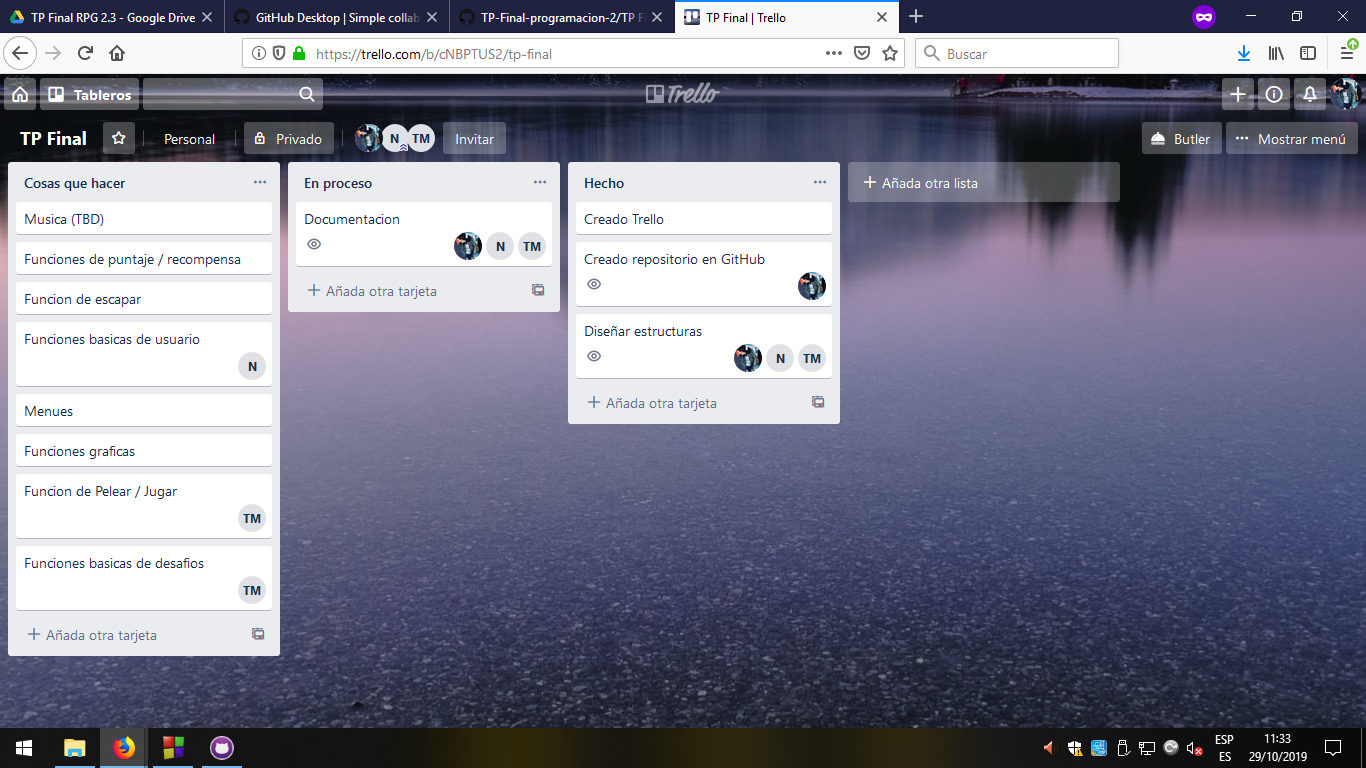 TP Final RPG 2.3 - Google Drive
GitHub Desktop | Simple collab
TP-Final-programacion-2/TP F
TP Final | Trello
https://trello.com/b/cNBPTUS2/tp-final
Buscar
Tableros
Trello
TP Final
Personal
Privado
N
TM
Invitar
Butler
Mostrar menú
Cosas que hacer
Musica (TBD)
Funciones de puntaje / recompensa
Funcion de escapar
Funciones basicas de usuario
N
Menues
Funciones graficas
Funcion de Pelear / Jugar
TM
Funciones basicas de desafios
TM
Añada otra tarjeta
En proceso
Documentacion
N
TM
Añada otra tarjeta
Hecho
Creado Trello
Creado repositorio en GitHub
Diseñar estructuras
N
TM
Añada otra tarjeta
Añada otra lista
ESP
ES
11:33
29/10/2019